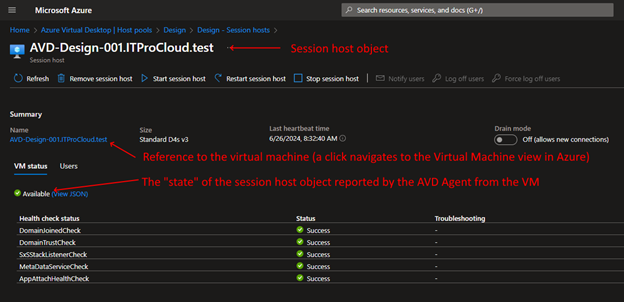 Microsoft Azure
Search resources, services, and docs (G+/)
Home > Azure Virtual Desktop | Host pools > Design > Design - Session hosts >
AVD-Design-001.ITProCloud.test
Session host object
Session host
Refresh Remove session host Start session host Restart session host Stop session host Notify users Log off users Force log off users
Summary
Name Size Last heartbeat time Drain mode
AVD-Design-001.ITProCloud.test Standard D4s v3 6/26/2024, 8:32:40 AM Off (allows new connections)
Reference to the virtual machine (a click navigates to the Virtual Machine view in Azure)
VM status Users
The "state" of the session host object reported by the AVD Agent from the VM
Available (View JSON)
Health check status Status Troubleshooting
DomainJoinedCheck Success -
DomainTrustCheck Success -
SxSStackListenerCheck Success -
MetaDataServiceCheck Success -
AppAttachHealthCheck Success -